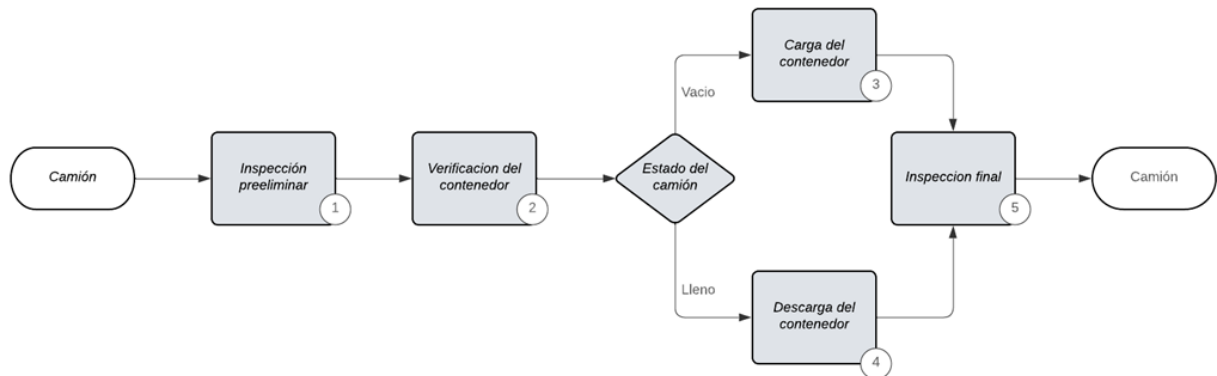 Camión
Inspección
preeliminar
1
Verificacion del
contenedor
2
Estado del
camión
Vacio
Carga del
contenedor
3
Lleno
Descarga del
contenedor
4
Inspeccion final
5
Camión